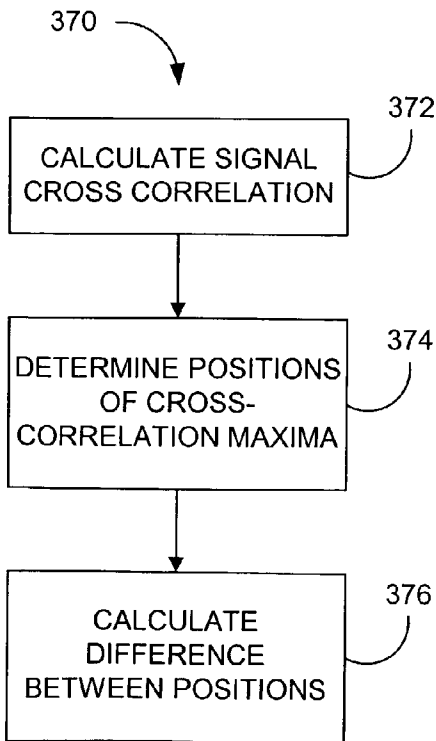 370
372
CALCULATE SIGNAL
CROSS CORRELATION
374
DETERMINE POSITIONS
OF CROSS-
CORRELATION MAXIMA
376
CALCULATE
DIFFERENCE
BETWEEN POSITIONS